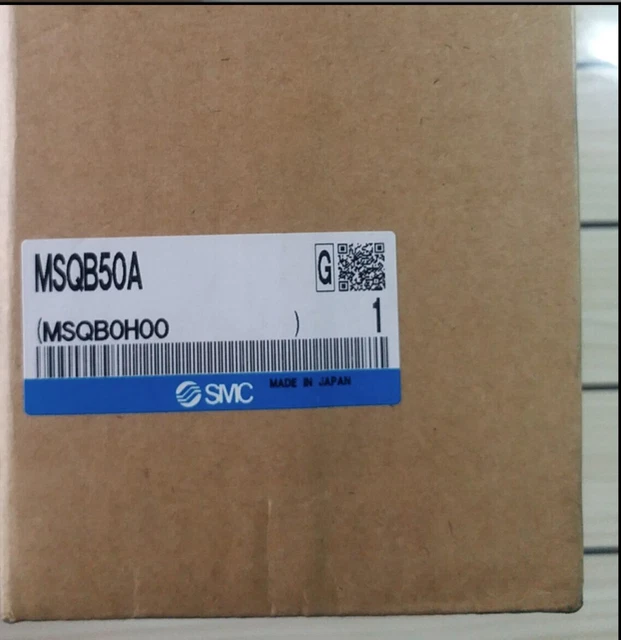 MSQB50A
G
(MSQB0H00 )
1
SMC MADE IN JAPAN